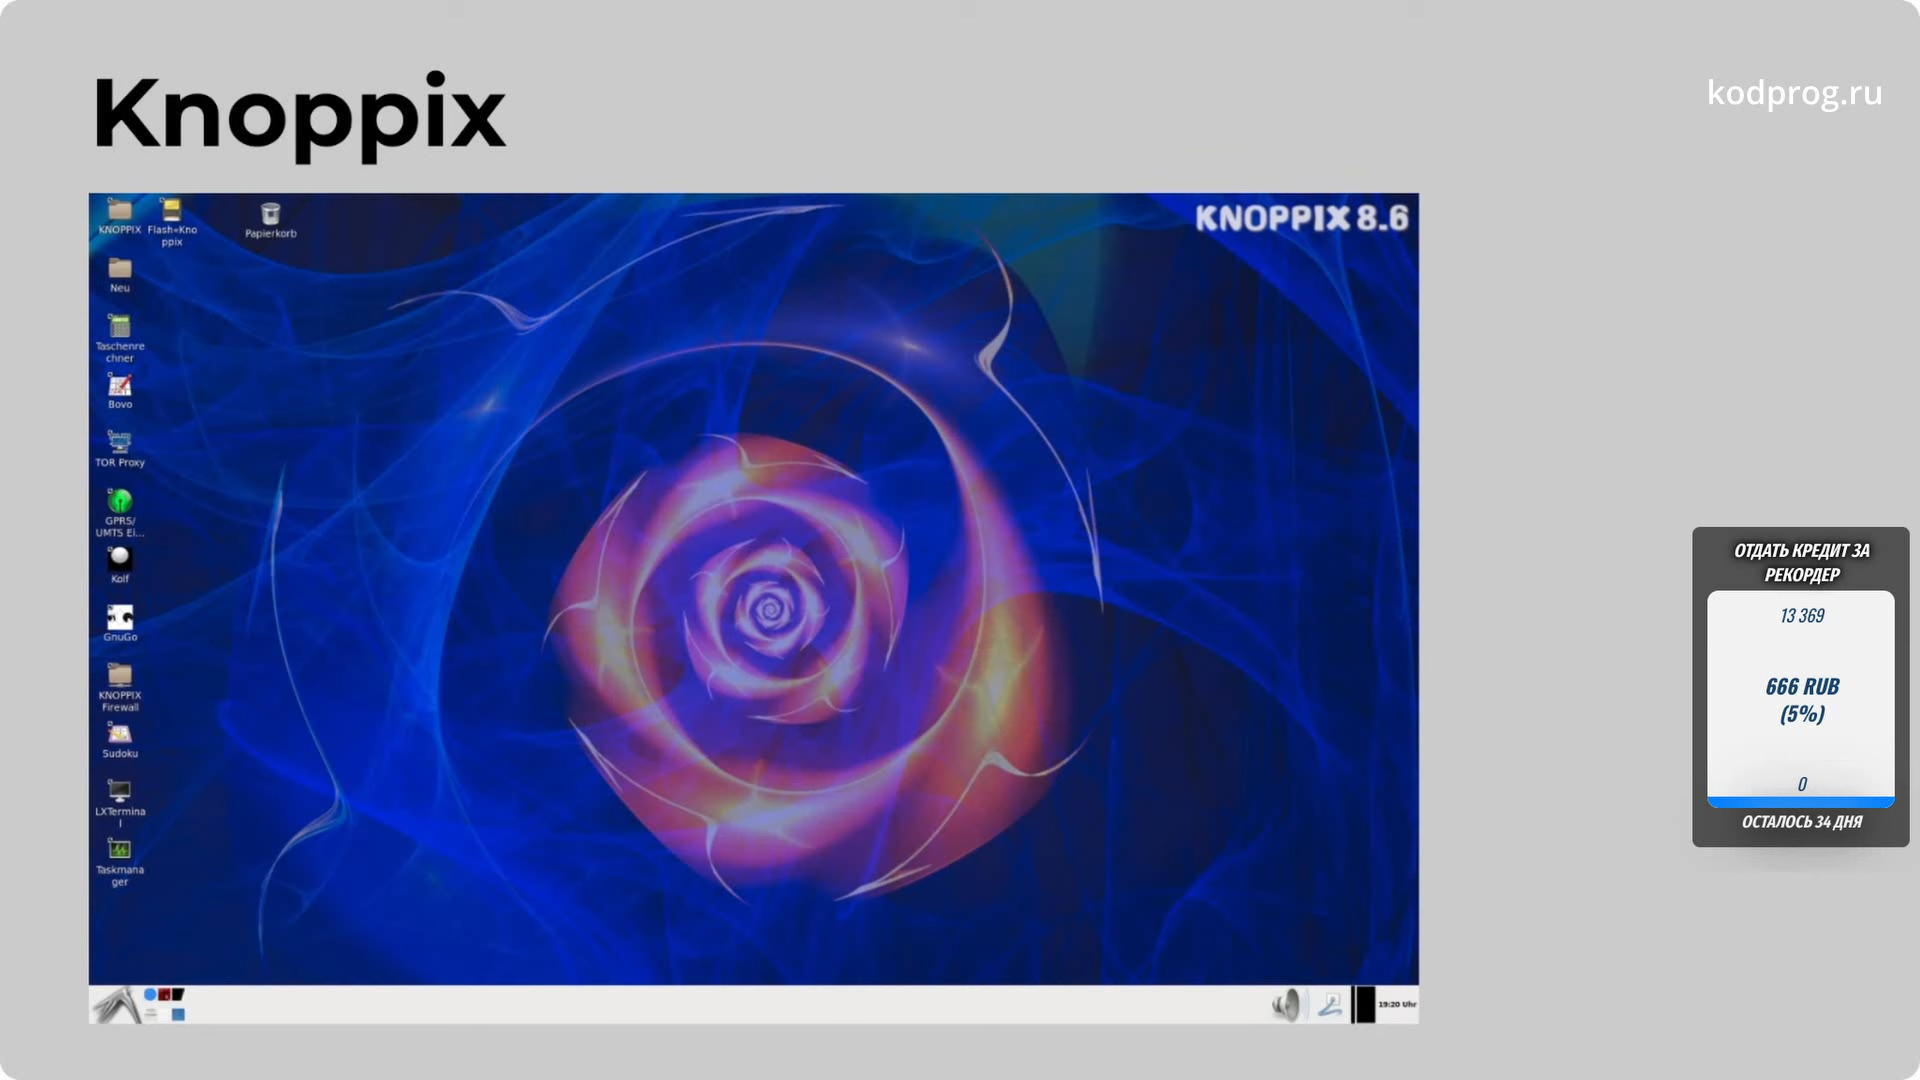 Knoppix
kodprog.ru
KNOPPIX 8.6
KNOPPIX
Flash=Kno
ppix
Papierkorb
Neu
Taschenre
chner
Bovo
TOR Proxy
GPRS/
UMTS Ei...
Kolf
GnuGo
KNOPPIX
Firewall
Sudoku
LXTermina
l
Taskmana
ger
19:20 Uhr
ОТДАТЬ КРЕДИТ ЗА
РЕКОРДЕР
13 369
666 RUB
(5%)
0
ОСТАЛОСЬ 34 ДНЯ